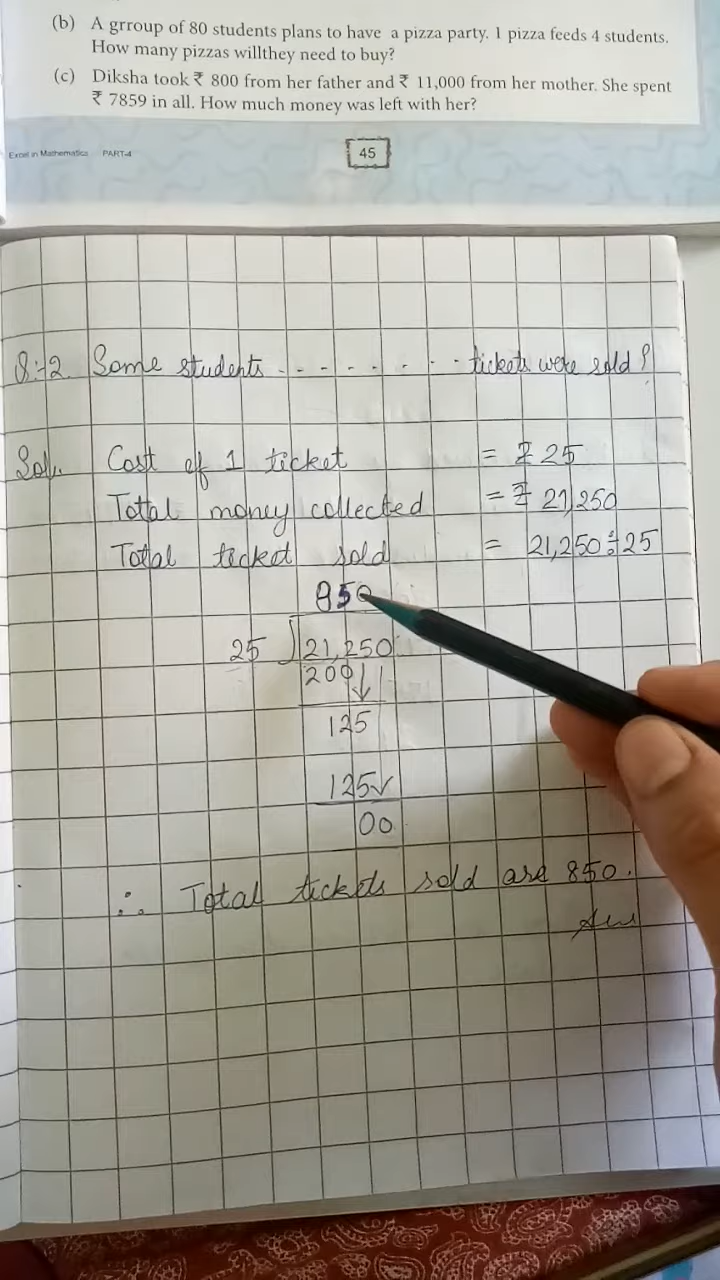 (b) A grroup of 80 students plans to have a pizza party. 1 pizza feeds 4 students.
How many pizzas willthey need to buy?
(c) Diksha took ₹ 800 from her father and ₹ 11,000 from her mother. She spent
₹ 7859 in all. How much money was left with her?
Excel in Mathematics PART-4
45
Q.2. Some students - - - - - - - tickets were sold?
Sol. Cost of 1 ticket = ₹ 25
Total money collected = ₹ 21,250
Total ticket sold = 21,250 ÷ 25
850
25 21,250
200
125
125
00
∴ Total tickets sold are 850.
Ans